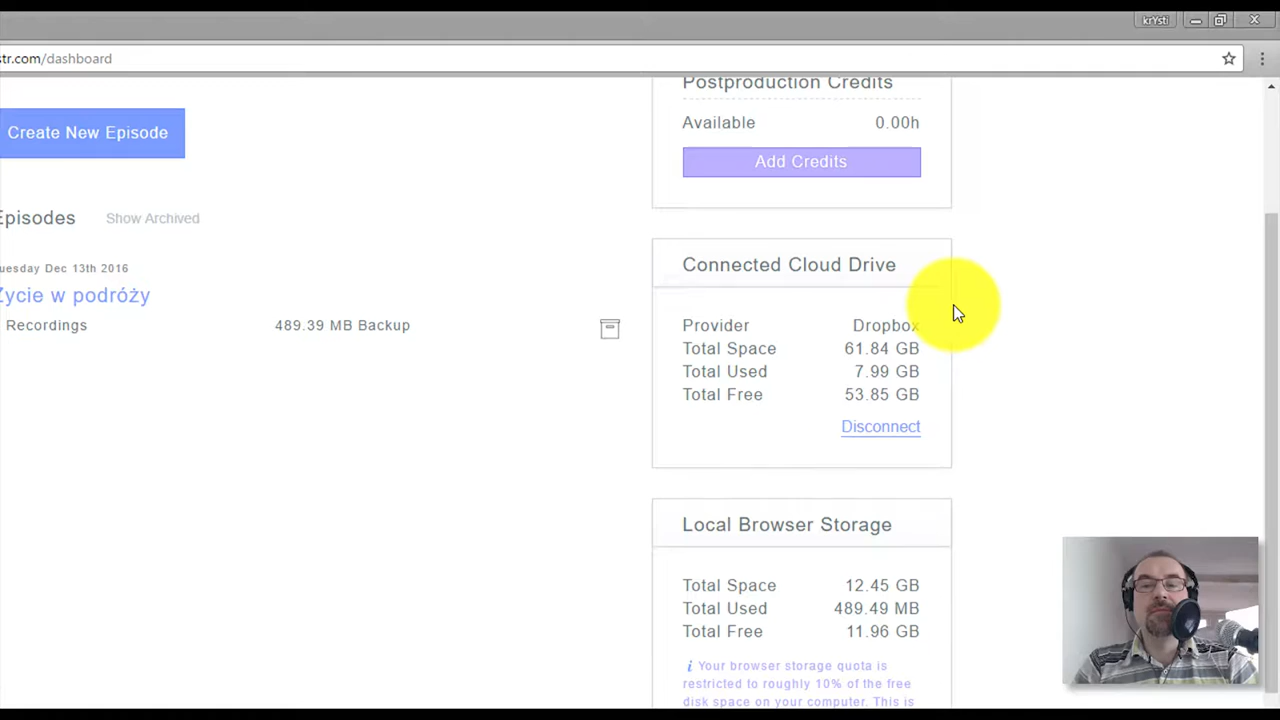 krYsti
str.com/dashboard
Postproduction Credits
Available 0.00h
Add Credits
Create New Episode
Episodes Show Archived
uesday Dec 13th 2016
Życie w podróży
Recordings 489.39 MB Backup
Connected Cloud Drive
Provider Dropbox
Total Space 61.84 GB
Total Used 7.99 GB
Total Free 53.85 GB
Disconnect
Local Browser Storage
Total Space 12.45 GB
Total Used 489.49 MB
Total Free 11.96 GB
i Your browser storage quota is
restricted to roughly 10% of the free
disk space on your computer. This is